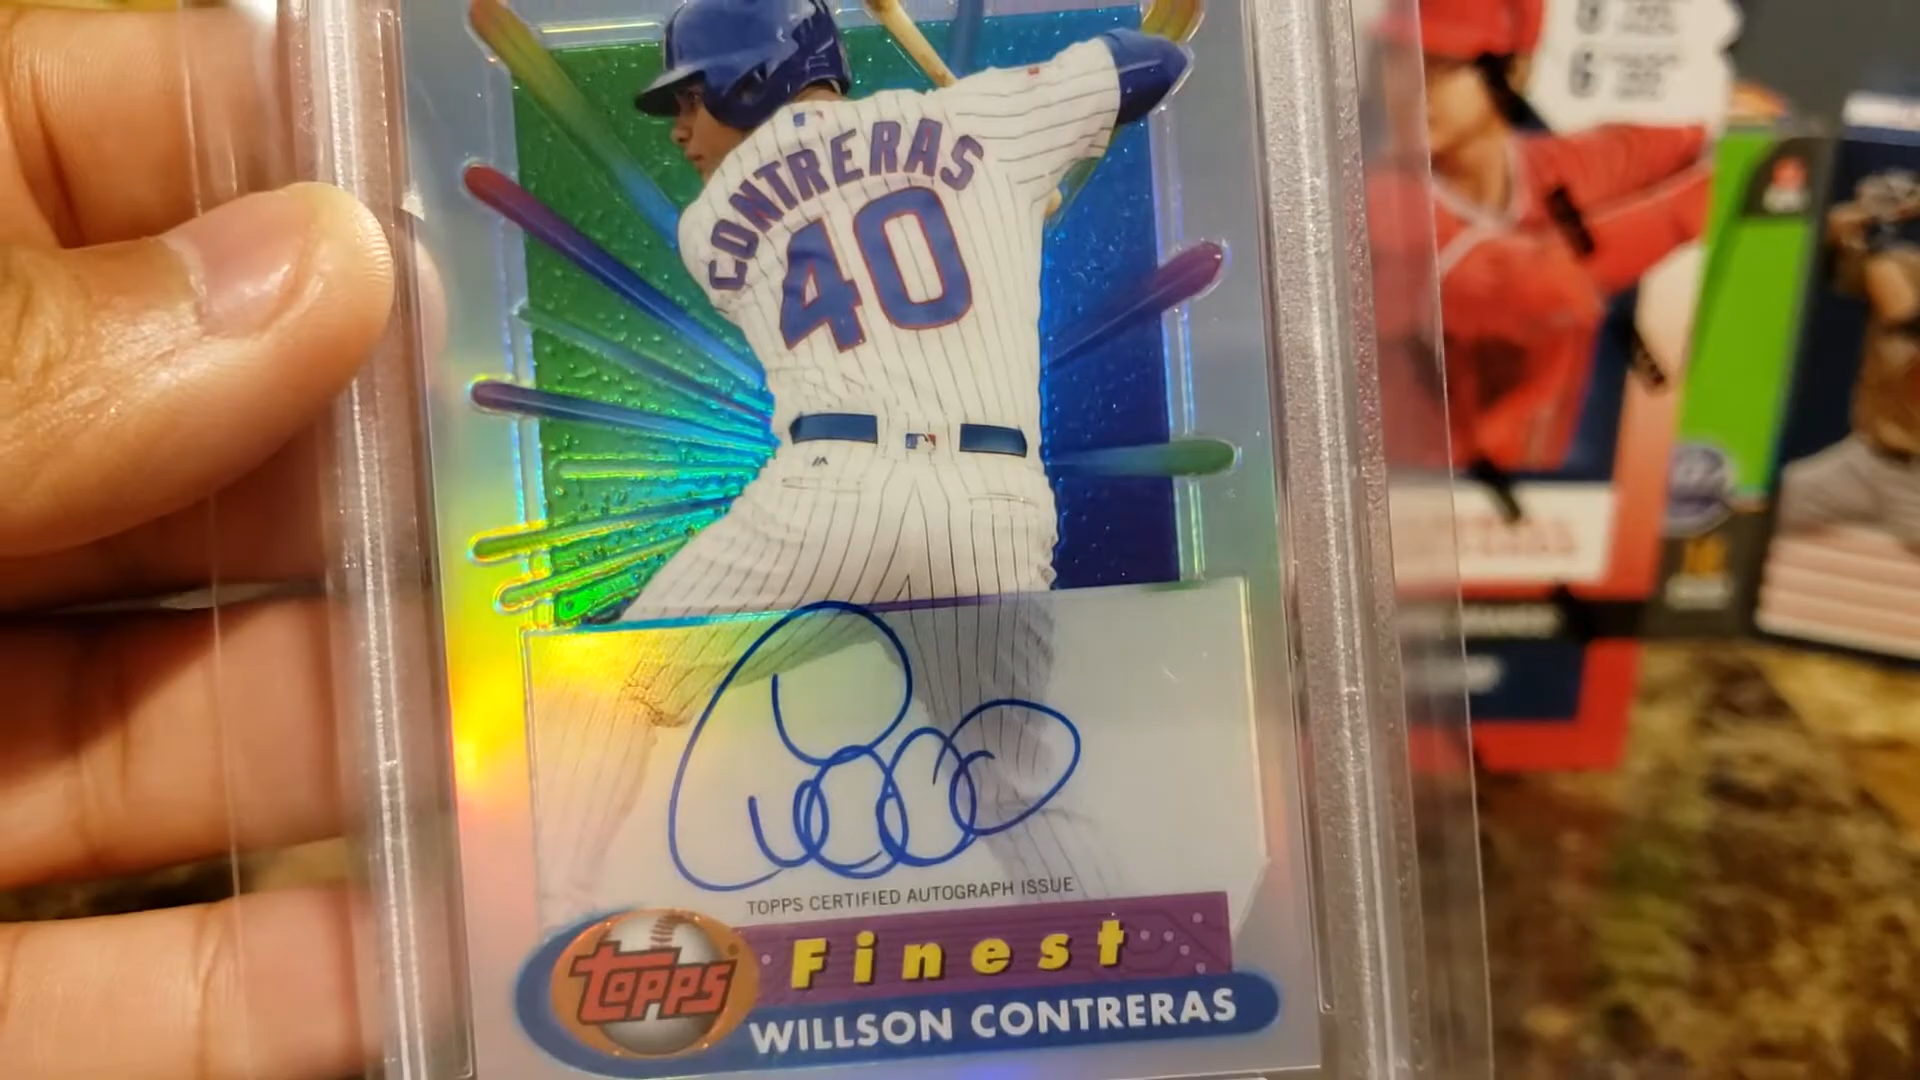 CONTRERAS
40
TOPPS CERTIFIED AUTOGRAPH ISSUE
Finest
TOPPS
WILLSON CONTRERAS